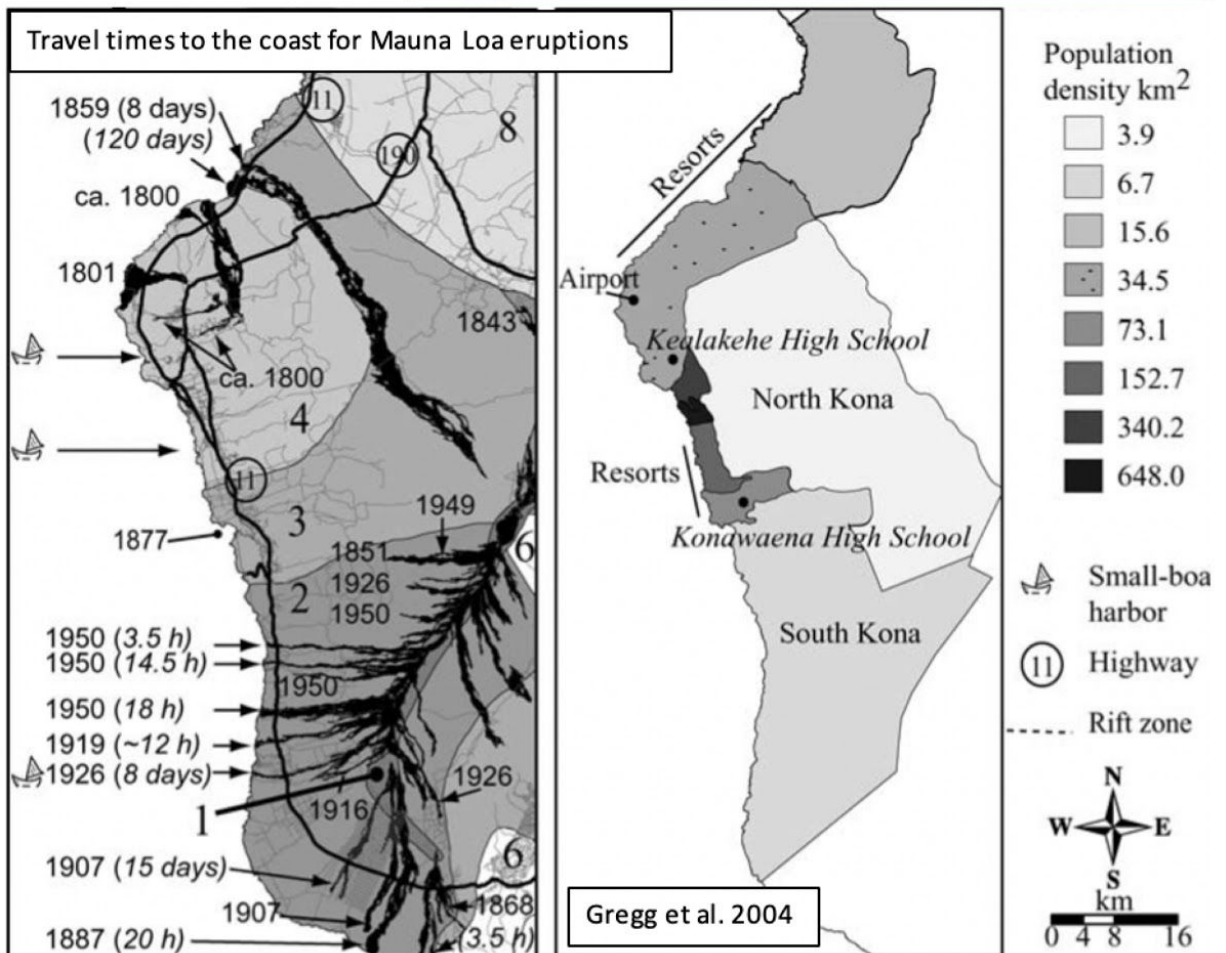 Travel times to the coast for Mauna Loa eruptions
11
1859 (8 days)
(120 days)
190
8
ca. 1800
1801
1843
ca. 1800
4
11
3
1949
1877
1851
6
1926
2
1950
1950 (3.5 h)
1950 (14.5 h)
1950
1950 (18 h)
1919 (~12 h)
1926 (8 days)
1926
1916
1
6
1907 (15 days)
1907
1868
1887 (20 h)
(3.5 h)
Resorts
Airport
Kealakehe High School
North Kona
Resorts
Konawaena High School
South Kona
Gregg et al. 2004
Population
density km²
3.9
6.7
15.6
34.5
73.1
152.7
340.2
648.0
Small-boa
harbor
11
Highway
Rift zone
N
W E
S
km
0 4 8 16